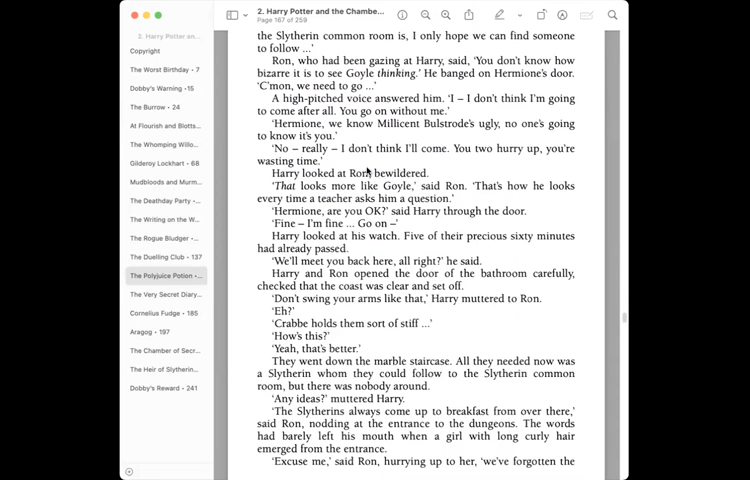 2. Harry Potter and the Chambe...
Page 167 of 259
2. Harry Potter an...
Copyright
The Worst Birthday • 7
Dobby's Warning •15
The Burrow • 24
At Flourish and Blotts...
The Whomping Willo...
Gilderoy Lockhart • 68
Mudbloods and Murm...
The Deathday Party •...
The Writing on the W...
The Rogue Bludger •...
The Duelling Club • 137
The Polyjuice Potion •...
The Very Secret Diary...
Cornelius Fudge • 185
Aragog • 197
The Chamber of Secr...
The Heir of Slytherin...
Dobby's Reward • 241
the Slytherin common room is, I only hope we can find someone
to follow ...’
Ron, who had been gazing at Harry, said, ‘You don’t know how
bizarre it is to see Goyle thinking.’ He banged on Hermione’s door.
‘C’mon, we need to go ...’
A high-pitched voice answered him. ‘I – I don’t think I’m going
to come after all. You go on without me.’
‘Hermione, we know Millicent Bulstrode’s ugly, no one’s going
to know it’s you.’
‘No – really – I don’t think I’ll come. You two hurry up, you’re
wasting time.’
Harry looked at Ron, bewildered.
‘That looks more like Goyle,’ said Ron. ‘That’s how he looks
every time a teacher asks him a question.’
‘Hermione, are you OK?’ said Harry through the door.
‘Fine – I’m fine ... Go on –’
Harry looked at his watch. Five of their precious sixty minutes
had already passed.
‘We’ll meet you back here, all right?’ he said.
Harry and Ron opened the door of the bathroom carefully,
checked that the coast was clear and set off.
‘Don’t swing your arms like that,’ Harry muttered to Ron.
‘Eh?’
‘Crabbe holds them sort of stiff ...’
‘How’s this?’
‘Yeah, that’s better.’
They went down the marble staircase. All they needed now was
a Slytherin whom they could follow to the Slytherin common
room, but there was nobody around.
‘Any ideas?’ muttered Harry.
‘The Slytherins always come up to breakfast from over there,’
said Ron, nodding at the entrance to the dungeons. The words
had barely left his mouth when a girl with long curly hair
emerged from the entrance.
‘Excuse me,’ said Ron, hurrying up to her, ‘we’ve forgotten the